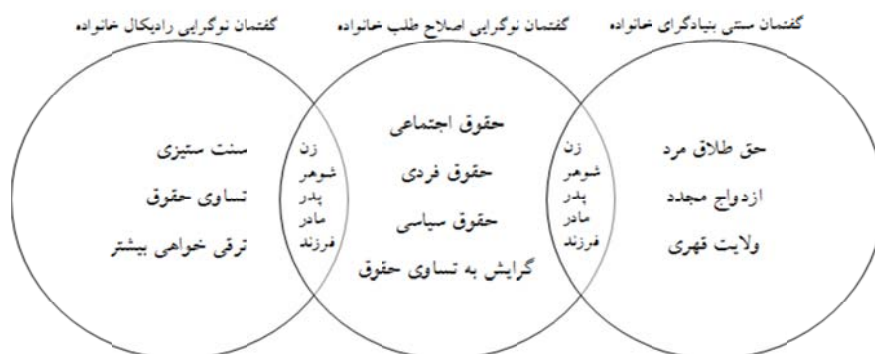 گفتمان سنتی بنیادگرای خانواده
گفتمان نوگرایی اصلاح طلب خانواده
گفتمان نوگرایی رادیکال خانواده
حق طلاق مرد
ازدواج مجدد
ولایت قهری
زن
شوهر
پدر
مادر
فرزند
حقوق اجتماعی
حقوق فردی
حقوق سیاسی
گرایش به تساوی حقوق
زن
شوهر
پدر
مادر
فرزند
سنت ستیزی
تساوی حقوق
ترقی خواهی بیشتر